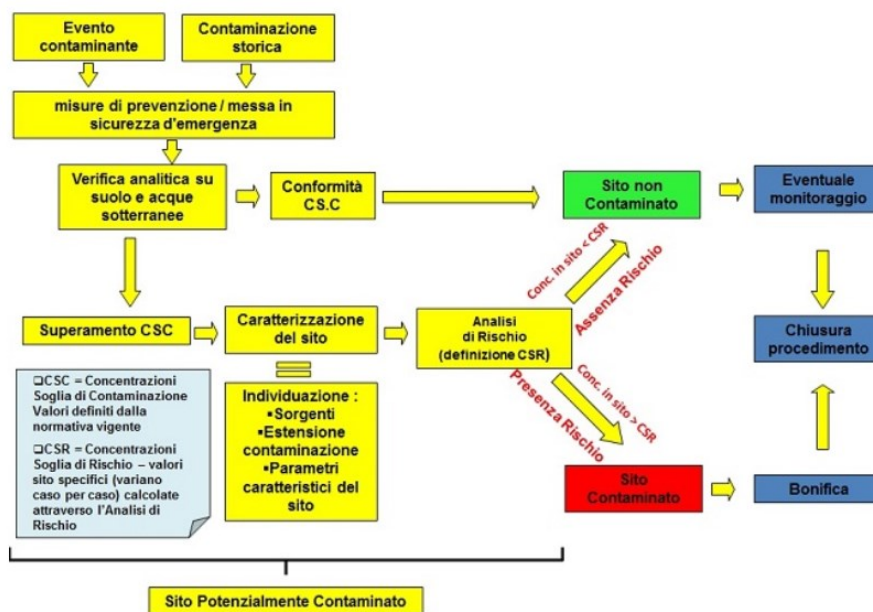 Evento
contaminante
Contaminazione
storica
misure di prevenzione / messa in
sicurezza d'emergenza
Verifica analitica su
suolo e acque
sotterranee
Conformità
CS.C
Sito non
Contaminato
Eventuale
monitoraggio
Superamento CSC
Caratterizzazione
del sito
Analisi
di Rischio
(definizione CSR)
Conc. in sito < CSR
Assenza Rischio
Conc. in sito > CSR
Presenza Rischio
Chiusura
procedimento
❑CSC = Concentrazioni
Soglia di Contaminazione
Valori definiti dalla
normativa vigente
❑CSR = Concentrazioni
Soglia di Rischio – valori
sito specifici (variano
caso per caso) calcolate
attraverso l'Analisi di
Rischio
Individuazione :
▪Sorgenti
▪Estensione
contaminazione
▪Parametri
caratteristici del
sito
Sito
Contaminato
Bonifica
Sito Potenzialmente Contaminato